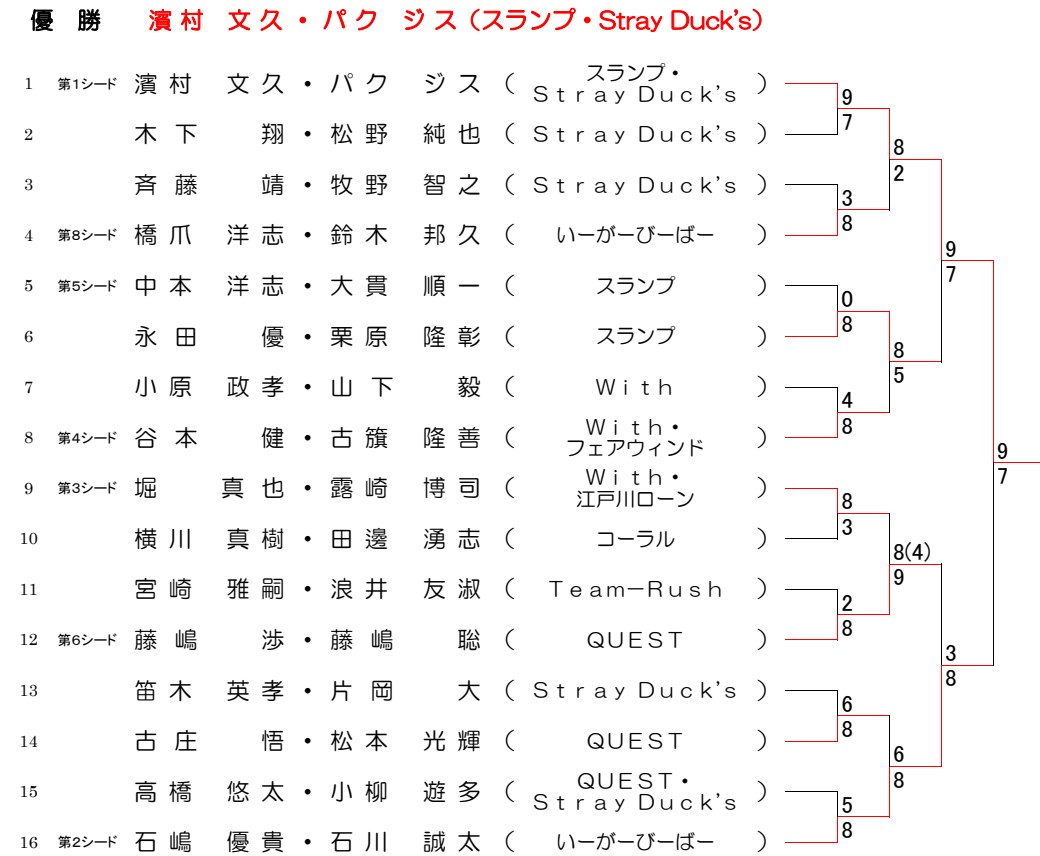 優 勝 濱村 文久・パク ジス（スランプ・Stray Duck's）
1 第1シード 濱村 文久・パク ジス （ スランプ・Stray Duck's ）
2 木下 翔・松野 純也 （ Stray Duck's ）
3 斉藤 靖・牧野 智之 （ Stray Duck's ）
4 第8シード 橋爪 洋志・鈴木 邦久 （ いーがーびーばー ）
5 第5シード 中本 洋志・大貫 順一 （ スランプ ）
6 永田 優・栗原 隆彰 （ スランプ ）
7 小原 政孝・山下 毅 （ With ）
8 第4シード 谷本 健・古籏 隆善 （ With・フェアウィンド ）
9 第3シード 堀 真也・露崎 博司 （ With・江戸川ローン ）
10 横川 真樹・田邊 湧志 （ コーラル ）
11 宮崎 雅嗣・浪井 友淑 （ Team－Rush ）
12 第6シード 藤嶋 渉・藤嶋 聡 （ QUEST ）
13 笛木 英孝・片岡 大 （ Stray Duck's ）
14 古庄 悟・松本 光輝 （ QUEST ）
15 高橋 悠太・小柳 遊多 （ QUEST・Stray Duck's ）
16 第2シード 石嶋 優貴・石川 誠太 （ いーがーびーばー ）
9
7
3
8
0
8
4
8
8
3
2
8
6
8
5
8
8
2
8
5
8(4)
9
6
8
9
7
3
8
9
7